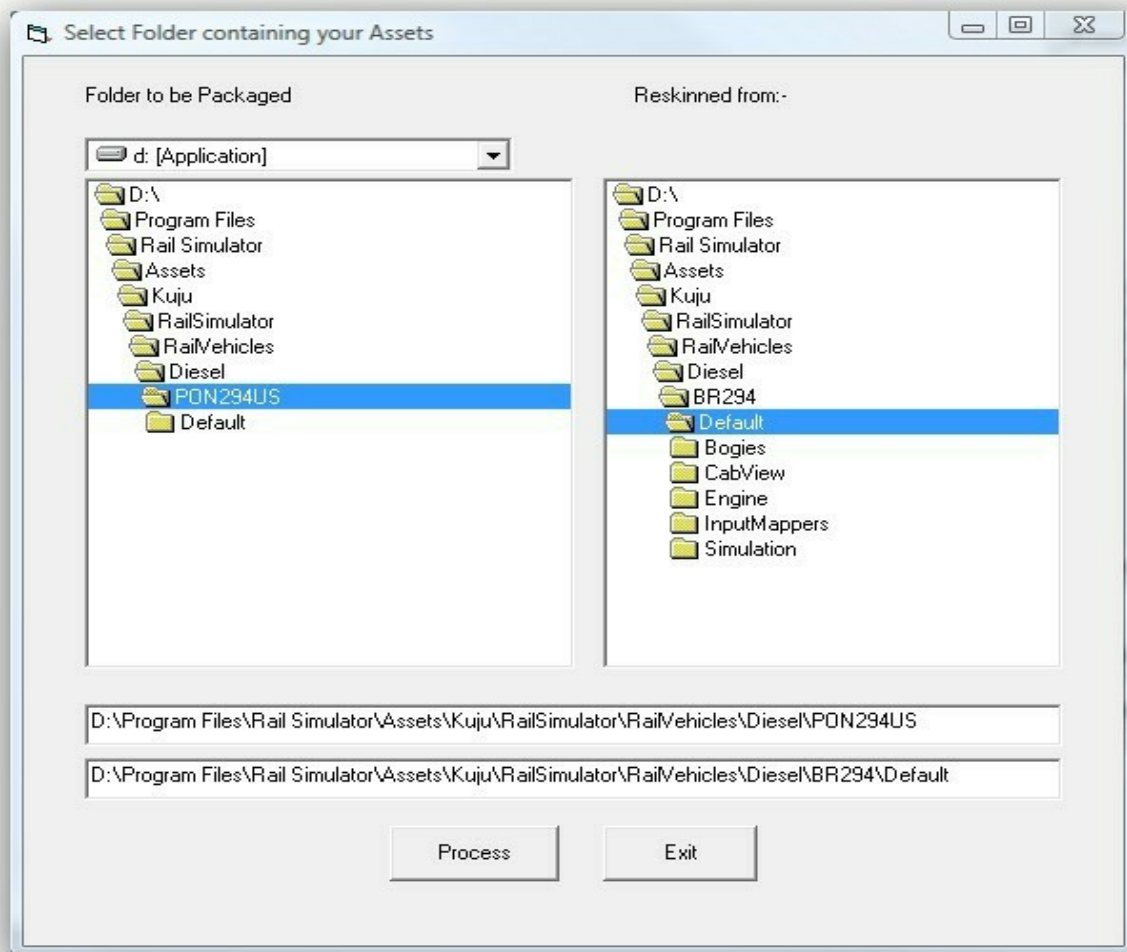 Select Folder containing your Assets
Folder to be Packaged
Reskinned from:-
d: [Application]
D:\
Program Files
Rail Simulator
Assets
Kuju
RailSimulator
RailVehicles
Diesel
PON294US
Default
D:\
Program Files
Rail Simulator
Assets
Kuju
RailSimulator
RailVehicles
Diesel
BR294
Default
Bogies
CabView
Engine
InputMappers
Simulation
D:\Program Files\Rail Simulator\Assets\Kuju\RailSimulator\RailVehicles\Diesel\PON294US
D:\Program Files\Rail Simulator\Assets\Kuju\RailSimulator\RailVehicles\Diesel\BR294\Default
Process
Exit